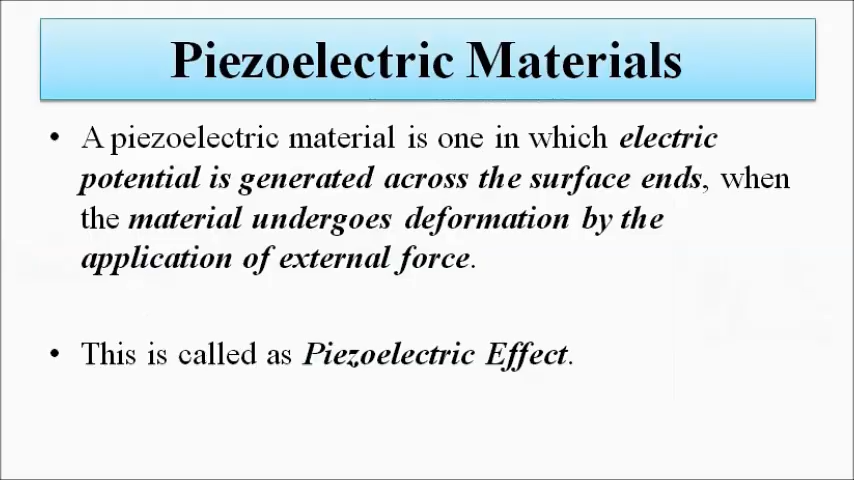 Piezoelectric Materials
• A piezoelectric material is one in which electric
potential is generated across the surface ends, when
the material undergoes deformation by the
application of external force.
• This is called as Piezoelectric Effect.